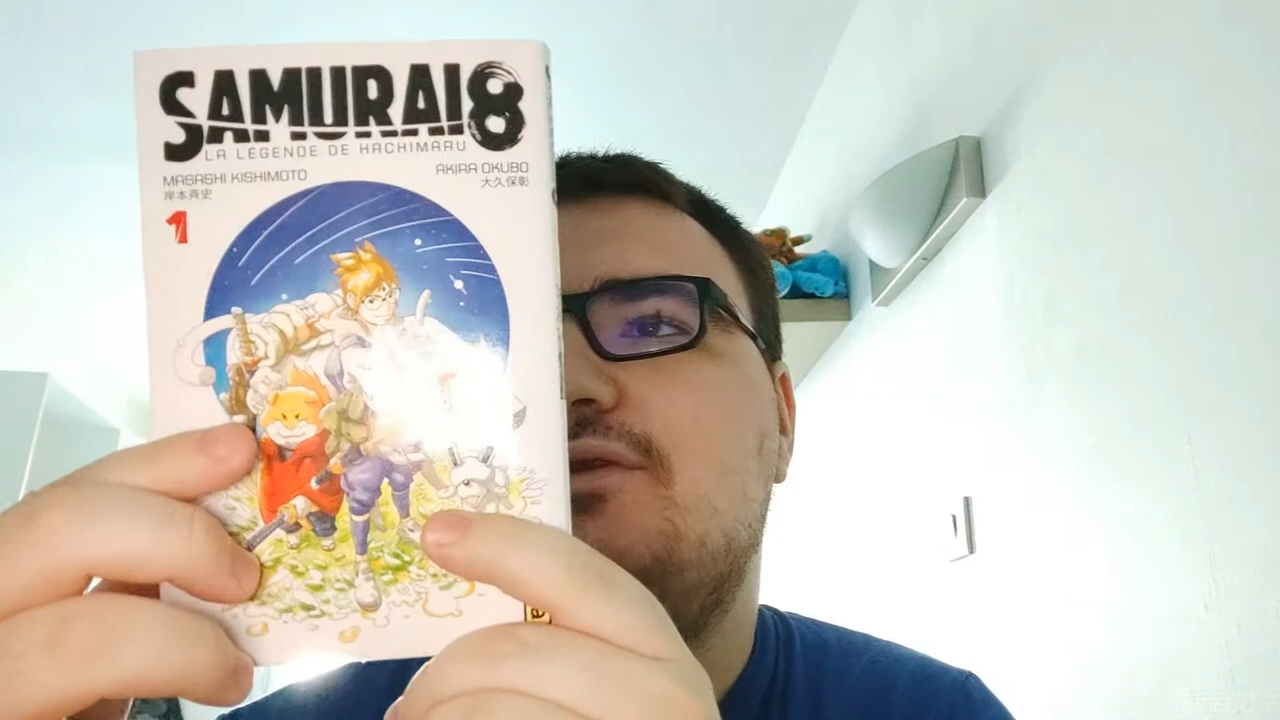 SAMURAI8
LA LÉGENDE DE HACHIMARU
MASASHI KISHIMOTO
岸本斉史
AKIRA OKUBO
大久保彰
1